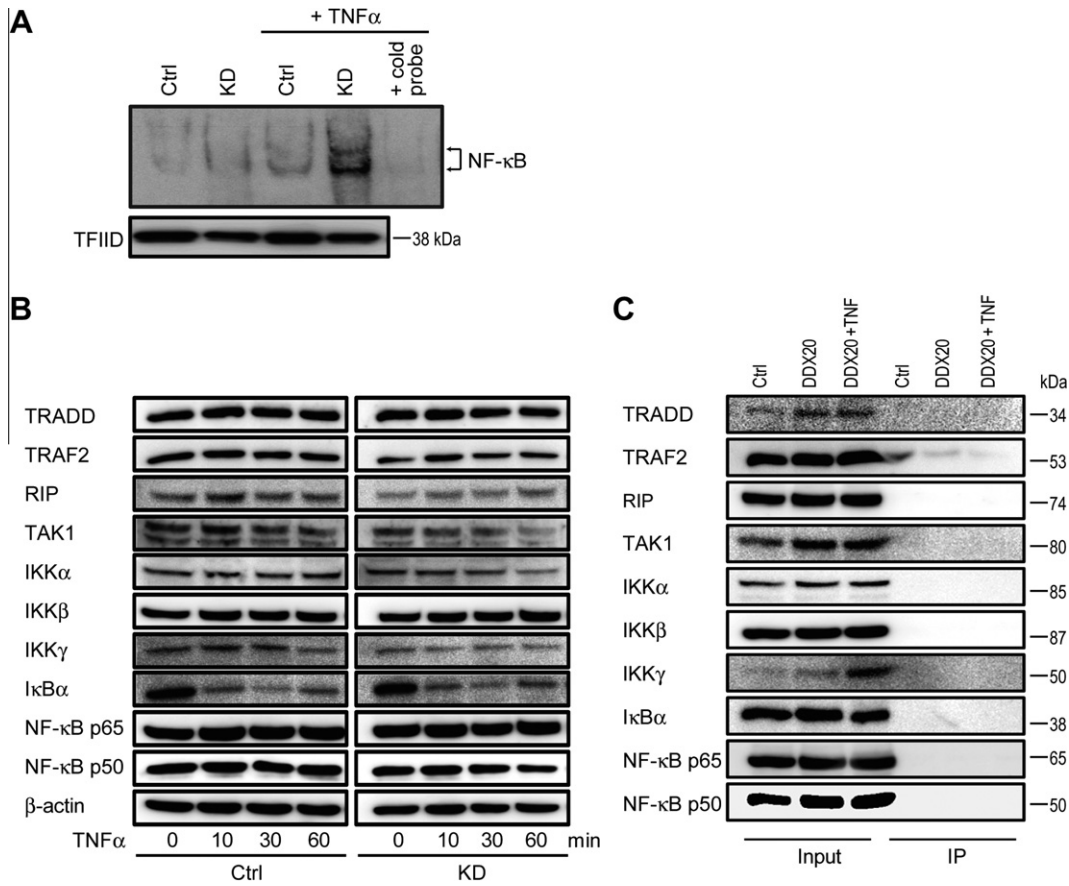 A
+ TNFα
Ctrl
KD
Ctrl
KD
+ cold
probe
NF-κB
TFIID
38 kDa
B
TRADD
TRAF2
RIP
TAK1
IKKα
IKKβ
IKKγ
IκBα
NF-κB p65
NF-κB p50
β-actin
TNFα 0 10 30 60 0 10 30 60 min
Ctrl KD
C
Ctrl
DDX20
DDX20+TNF
Ctrl
DDX20
DDX20+TNF
kDa
TRADD 34
TRAF2 53
RIP 74
TAK1 80
IKKα 85
IKKβ 87
IKKγ 50
IκBα 38
NF-κB p65 65
NF-κB p50 50
Input IP